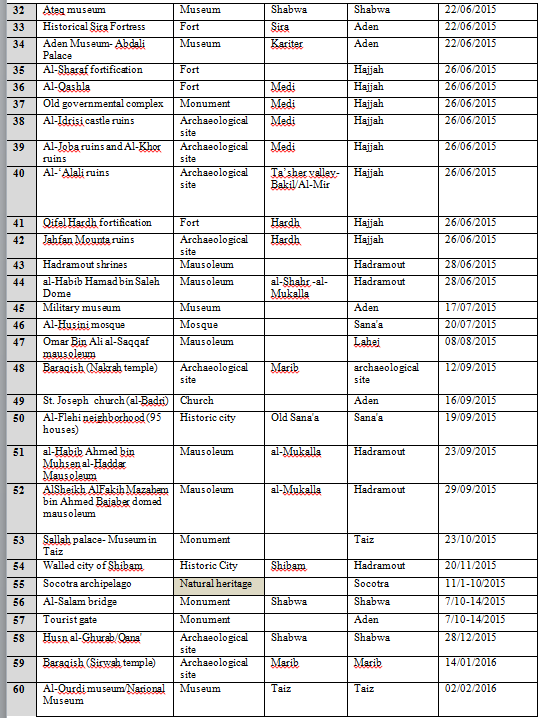 32 Ateq museum Museum Shabwa Shabwa 22/06/2015
33 Historical Sira Fortress Fort Sira Aden 22/06/2015
34 Aden Museum- Abdali Museum Kariter Aden 22/06/2015
Palace
35 Al-Sharaf fortification Fort Hajjah 26/06/2015
36 Al-Qashla Fort Medi Hajjah 26/06/2015
37 Old governmental complex Monument Medi Hajjah 26/06/2015
38 Al-Idrisi castle ruins Archaeological Medi Hajjah 26/06/2015
site
39 Al-Joba ruins and Al-Khor Archaeological Medi Hajjah 26/06/2015
ruins site
40 Al-‘Alali ruins Archaeological Ta’sher valley- Hajjah 26/06/2015
site Bakil/Al-Mir
41 Qifel Hardh fortification Fort Hardh Hajjah 26/06/2015
42 Jahfan Mounta ruins Archaeological Hardh Hajjah 26/06/2015
site
43 Hadramout shrines Mausoleum Hadramout 28/06/2015
44 al-Habib Hamad bin Saleh Mausoleum al-Shahr -al- Hadramout 28/06/2015
Dome Mukalla
45 Military museum Museum Aden 17/07/2015
46 Al-Husini mosque Mosque Sana'a 20/07/2015
47 Omar Bin Ali al-Saqqaf Mausoleum Lahej 08/08/2015
mausoleum
48 Baraqish (Nakrah temple) Archaeological Marib archaeological 12/09/2015
site site
49 St. Joseph church (al-Badri) Church Aden 16/09/2015
50 Al-Flehi neighborhood (95 Historic city Old Sana'a Sana'a 19/09/2015
houses)
51 al-Habib Ahmed bin Mausoleum al-Mukalla Hadramout 23/09/2015
Muhsen al-Haddar
Mausoleum
52 AlSheikh AlFakih Mazahem Mausoleum al-Mukalla Hadramout 29/09/2015
bin Ahmed Bajaber domed
mausoleum
53 Sallah palace- Museum in Monument Taiz 23/10/2015
Taiz
54 Walled city of Shibam Historic City Shibam Hadramout 20/11/2015
55 Socotra archipelago Natural heritage Socotra 11/1-10/2015
56 Al-Salam bridge Monument Shabwa Shabwa 7/10-14/2015
57 Tourist gate Monument Aden 7/10-14/2015
58 Husn al-Ghurab/Qana' Archaeological Shabwa Shabwa 28/12/2015
site
59 Baraqish (Sirwah temple) Archaeological Marib Marib 14/01/2016
site
60 Al-Ourdi museum/National Museum Taiz Taiz 02/02/2016
Museum